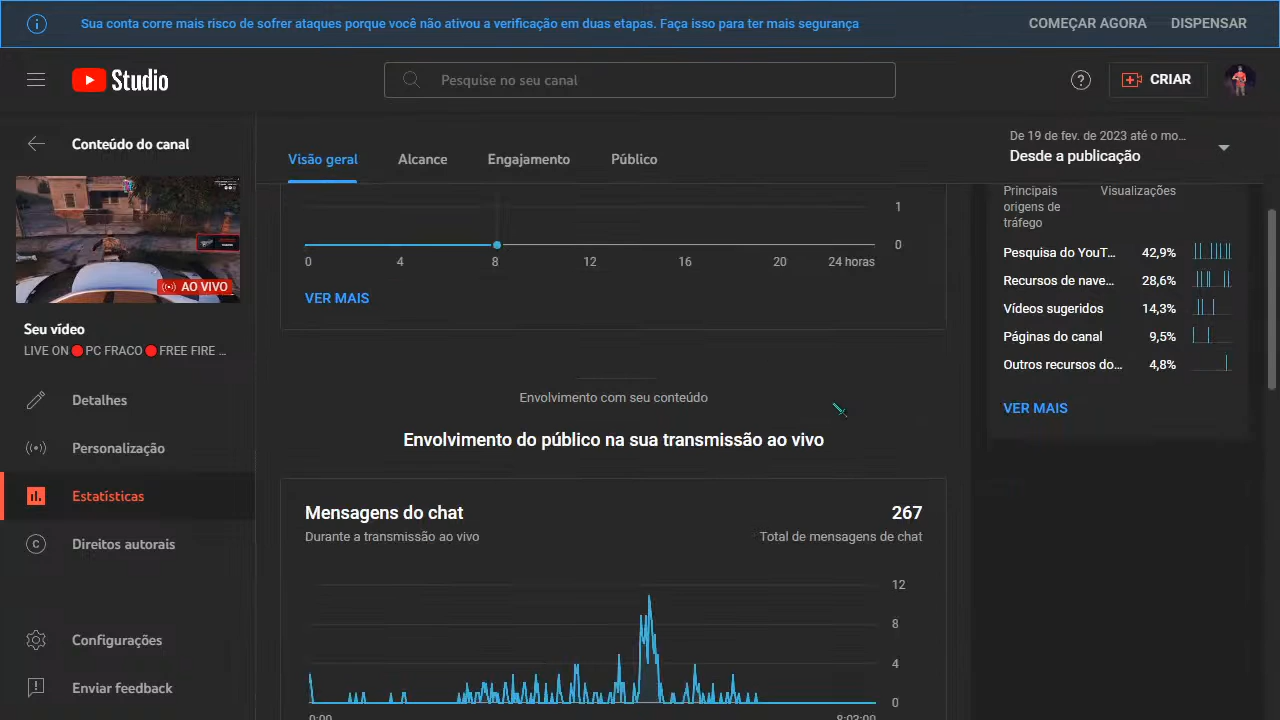 Sua conta corre mais risco de sofrer ataques porque você não ativou a verificação em duas etapas. Faça isso para ter mais segurança
COMEÇAR AGORA
DISPENSAR
Studio
Pesquise no seu canal
CRIAR
Conteúdo do canal
AO VIVO
Seu vídeo
LIVE ON 🔴 PC FRACO 🔴 FREE FIRE ...
Detalhes
Personalização
Estatísticas
Direitos autorais
Configurações
Enviar feedback
Visão geral
Alcance
Engajamento
Público
De 19 de fev. de 2023 até o mo...
Desde a publicação
1
0
0 4 8 12 16 20 24 horas
VER MAIS
Envolvimento com seu conteúdo
Envolvimento do público na sua transmissão ao vivo
Mensagens do chat
267
Durante a transmissão ao vivo
Total de mensagens de chat
12
8
4
0
0:00
8:03:00
Principais
origens de
tráfego
Visualizações
Pesquisa do YouT... 42,9%
Recursos de nave... 28,6%
Vídeos sugeridos 14,3%
Páginas do canal 9,5%
Outros recursos do... 4,8%
VER MAIS